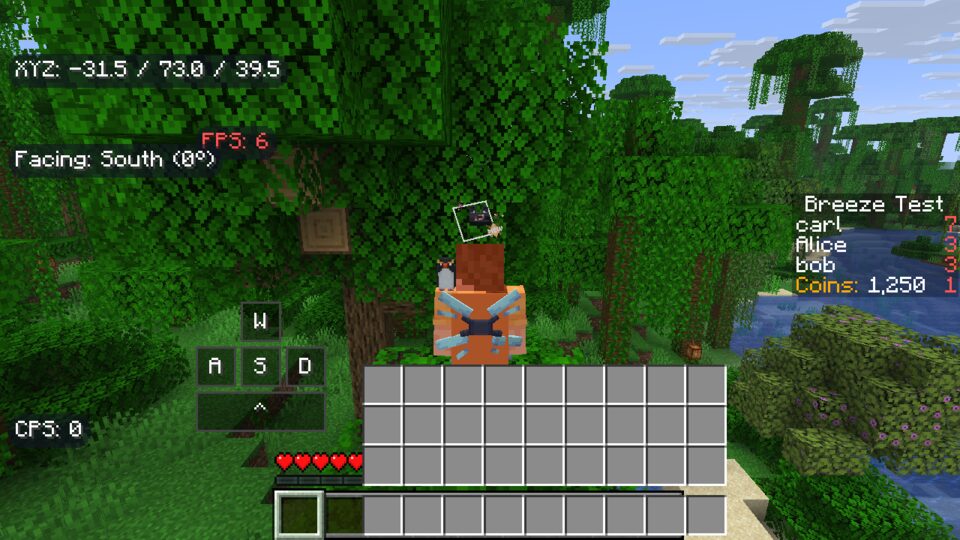 XYZ: -31.5 / 73.0 / 39.5
FPS: 6
Facing: South (0°)
Breeze Test
carl 7
Alice 3
bob 3
Coins: 1,250 1
W
A S D
^
CPS: 0